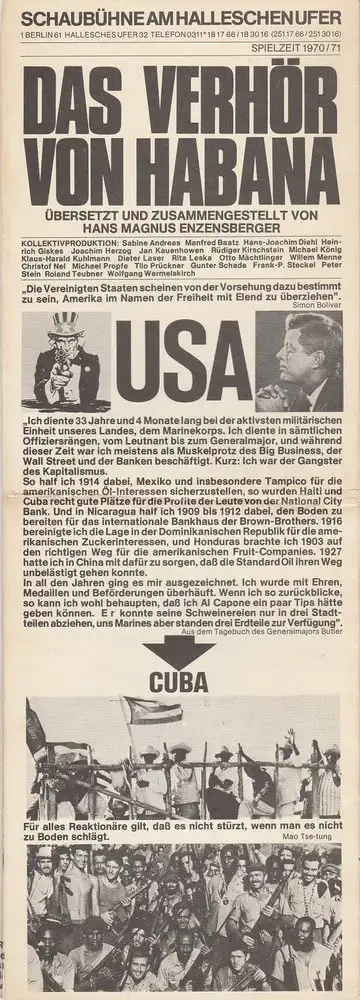 SCHAUBÜHNE AM HALLESCHEN UFER
1 BERLIN 61 HALLESCHES UFER 32 TELEFON 0311* 18 17 66 / 18 30 16 (251 17 66 / 251 30 16)
SPIELZEIT 1970/71
DAS VERHÖR
VON HABANA
ÜBERSETZT UND ZUSAMMENGESTELLT VON
HANS MAGNUS ENZENSBERGER
KOLLEKTIVPRODUKTION: Sabine Andreas Manfred Baatz Hans-Joachim Diehl Hein-
rich Giskes Joachim Herzog Jan Kauenhowen Rüdiger Kirschstein Michael König
Klaus-Harald Kuhlmann Dieter Laser Rita Leska Otto Mächtlinger Willem Menne
Christof Nel Michael Propfe Tilo Prückner Gunter Schade Frank-P. Steckel Peter
Stein Roland Teubner Wolfgang Wermelskirch
„Die Vereinigten Staaten scheinen von der Vorsehung dazu bestimmt
zu sein, Amerika im Namen der Freiheit mit Elend zu überziehen”.
Simon Bolivar
USA
„Ich diente 33 Jahre und 4 Monate lang bei der aktivsten militärischen
Einheit unseres Landes, dem Marinekorps. Ich diente in sämtlichen
Offiziersrängen, vom Leutnant bis zum Generalmajor, und während
dieser Zeit war ich meistens als Muskelprotz des Big Business, der
Wall Street und der Banken beschäftigt. Kurz: Ich war der Gangster
des Kapitalismus.
So half ich 1914 dabei, Mexiko und insbesondere Tampico für die
amerikanischen Öl-Interessen sicherzustellen, so wurden Haiti und
Cuba recht gute Plätze für die Profite der Leute von der National City
Bank. Und in Nicaragua half ich 1909 bis 1912 dabei, den Boden zu
bereiten für das internationale Bankhaus der Brown-Brothers. 1916
bereinigte ich die Lage in der Dominikanischen Republik für die ame-
rikanischen Zuckerinteressen, und Honduras brachte ich 1903 auf
den richtigen Weg für die amerikanischen Fruit-Companies. 1927
hatte ich in China mit dafür zu sorgen, daß die Standard Oil ihren Weg
unbelästigt gehen konnte.
In all den Jahren ging es mir ausgezeichnet. Ich wurde mit Ehren,
Medaillen und Beförderungen überhäuft. Wenn ich so zurückblicke,
so kann ich wohl behaupten, daß ich Al Capone ein paar Tips hätte
geben können. E r konnte seine Schweinereien nur in drei Stadt-
teilen abziehen, uns Marines aber standen drei Erdteile zur Verfügung”.
Aus dem Tagebuch des Generalmajors Butler
CUBA
Für alles Reaktionäre gilt, daß es nicht stürzt, wenn man es nicht
zu Boden schlägt.
Mao Tse-tung